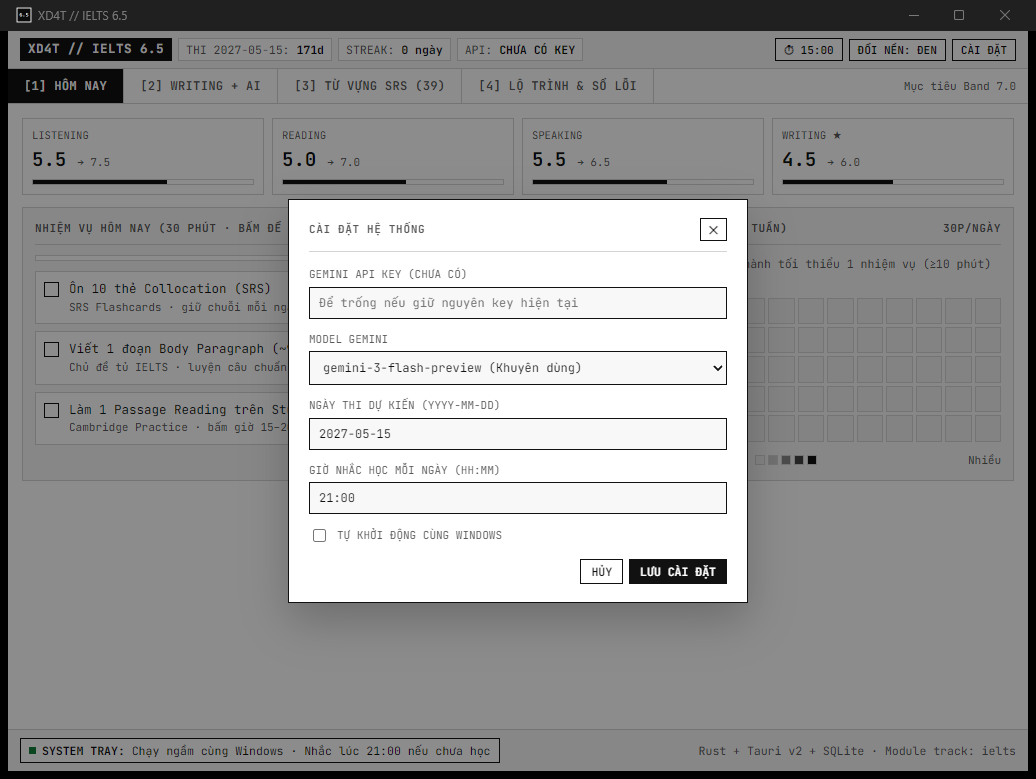 6.5 XD4T // IELTS 6.5
XD4T // IELTS 6.5
THI 2027-05-15: 171d
STREAK: 0 ngày
API: CHƯA CÓ KEY
⏱ 15:00
ĐỔI NỀN: ĐEN
CÀI ĐẶT
[1] HÔM NAY
[2] WRITING + AI
[3] TỪ VỰNG SRS (39)
[4] LỘ TRÌNH & SỔ LỖI
Mục tiêu Band 7.0
LISTENING
5.5 → 7.5
READING
5.0 → 7.0
SPEAKING
5.5 → 6.5
WRITING ★
4.5 → 6.0
NHIỆM VỤ HÔM NAY (30 PHÚT · BẤM ĐỂ
TUẦN)
30P/NGÀY
hành tối thiểu 1 nhiệm vụ (≥10 phút)
Ôn 10 thẻ Collocation (SRS)
SRS Flashcards · giữ chuỗi mỗi
Viết 1 đoạn Body Paragraph (~
Chủ đề tủ IELTS · luyện câu chuẩn
Làm 1 Passage Reading trên
Cambridge Practice · bấm giờ 15–
Nhiều
CÀI ĐẶT HỆ THỐNG
×
GEMINI API KEY (CHƯA CÓ)
Để trống nếu giữ nguyên key hiện tại
MODEL GEMINI
gemini-3-flash-preview (Khuyên dùng)
NGÀY THI DỰ KIẾN (YYYY-MM-DD)
2027-05-15
GIỜ NHẮC HỌC MỖI NGÀY (HH:MM)
21:00
TỰ KHỞI ĐỘNG CÙNG WINDOWS
HỦY
LƯU CÀI ĐẶT
SYSTEM TRAY: Chạy ngầm cùng Windows · Nhắc lúc 21:00 nếu chưa học
Rust + Tauri v2 + SQLite · Module track: ielts